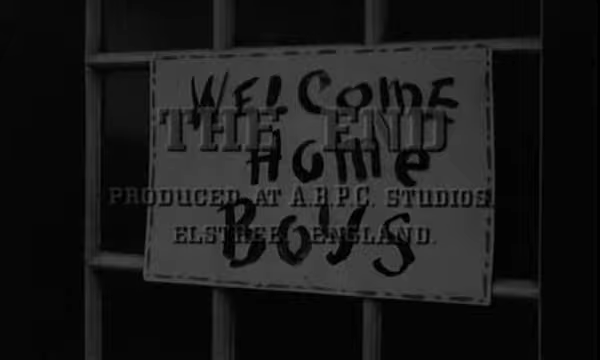 WELCOME
THE END
HOME
PRODUCED AT A.B.P.C. STUDIOS
BOYS
ELSTREE, ENGLAND.